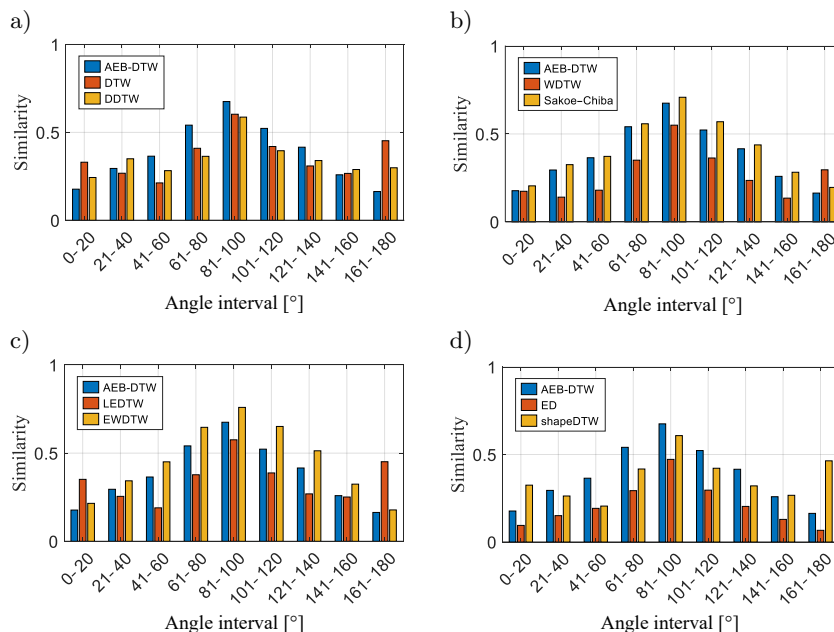 a)
1
0.5
0
Similarity
AEB-DTW
DTW
DDTW
0-20
21-40
41-60
61-80
81-100
101-120
121-140
141-160
161-180
Angle interval [°]
b)
1
0.5
0
Similarity
AEB-DTW
WDTW
Sakoe-Chiba
0-20
21-40
41-60
61-80
81-100
101-120
121-140
141-160
161-180
Angle interval [°]
c)
1
0.5
0
Similarity
AEB-DTW
LEDTW
EWDTW
0-20
21-40
41-60
61-80
81-100
101-120
121-140
141-160
161-180
Angle interval [°]
d)
1
0.5
0
Similarity
AEB-DTW
ED
shapeDTW
0-20
21-40
41-60
61-80
81-100
101-120
121-140
141-160
161-180
Angle interval [°]